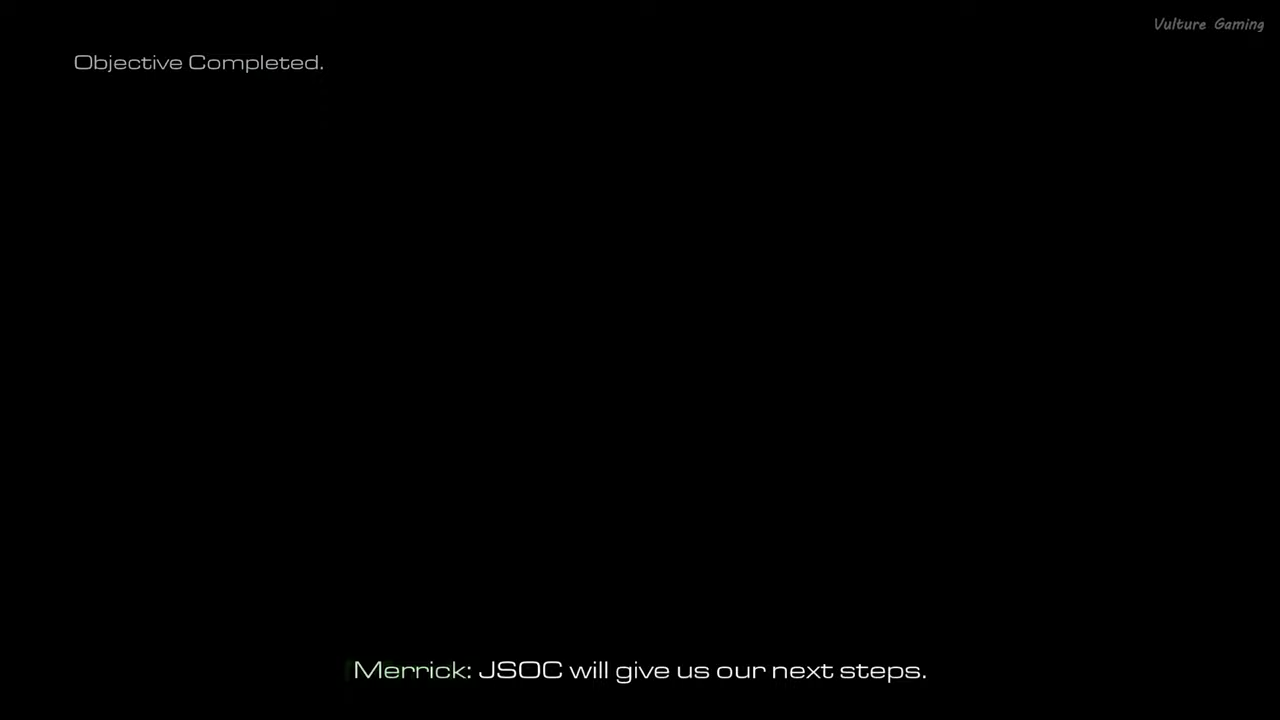 Vulture Gaming
Objective Completed.
Merrick: JSOC will give us our next steps.